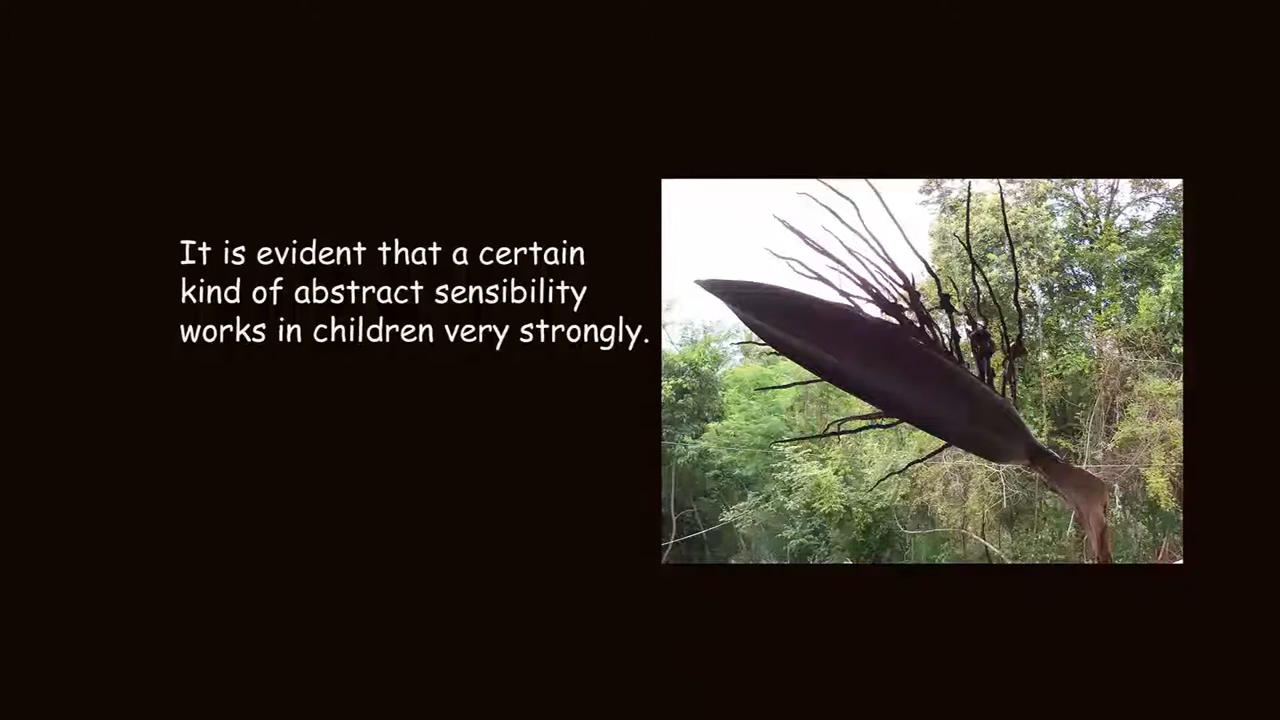 It is evident that a certain
kind of abstract sensibility
works in children very strongly.